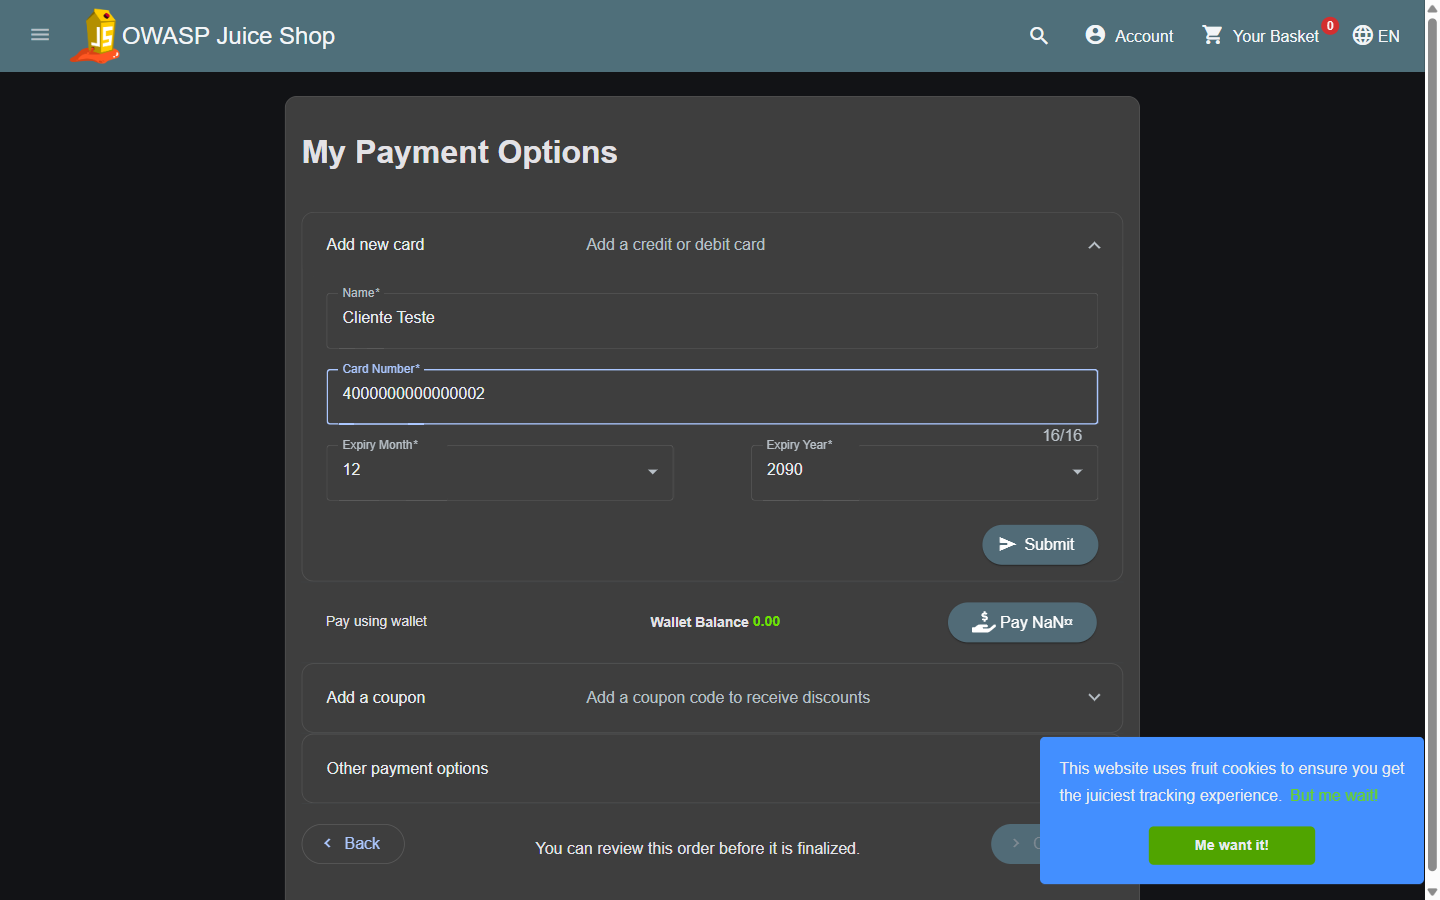 OWASP Juice Shop
Account
Your Basket
0
EN
My Payment Options
Add new card
Add a credit or debit card
Name*
Cliente Teste
Card Number*
4000000000000002
16/16
Expiry Month*
12
Expiry Year*
2090
Submit
Pay using wallet
Wallet Balance 0.00
Pay NaN¤
Add a coupon
Add a coupon code to receive discounts
Other payment options
Back
You can review this order before it is finalized.
This website uses fruit cookies to ensure you get
the juiciest tracking experience. But me wait!
Me want it!